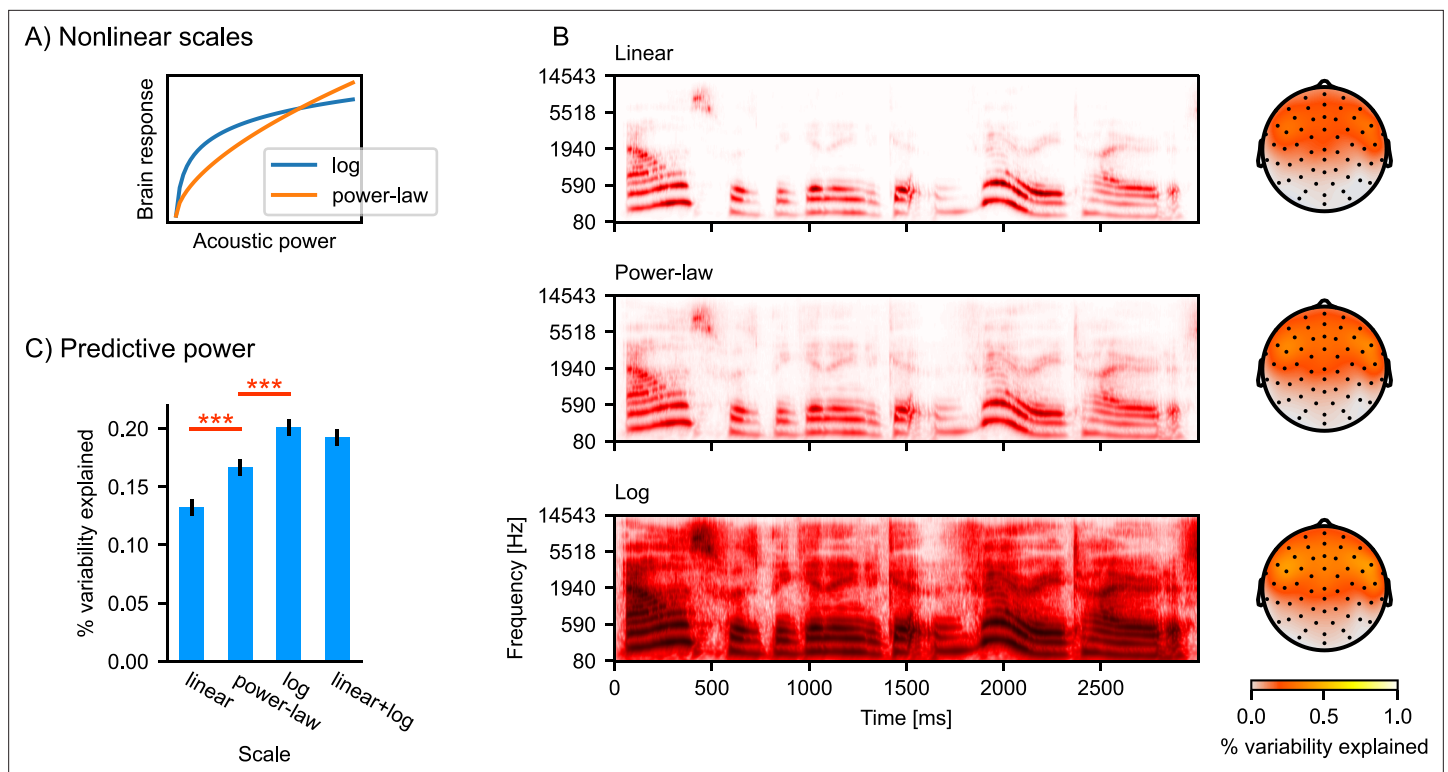 A) Nonlinear scales
Brain response
log
power-law
Acoustic power
B
Linear
14543
5518
1940
590
80
Power-law
14543
5518
1940
590
80
Log
Frequency [Hz]
14543
5518
1940
590
80
0 500 1000 1500 2000 2500
Time [ms]
0.0 0.5 1.0
% variability explained
C) Predictive power
***
***
% variability explained
0.20
0.15
0.10
0.05
0.00
linear power-law log linear+log
Scale